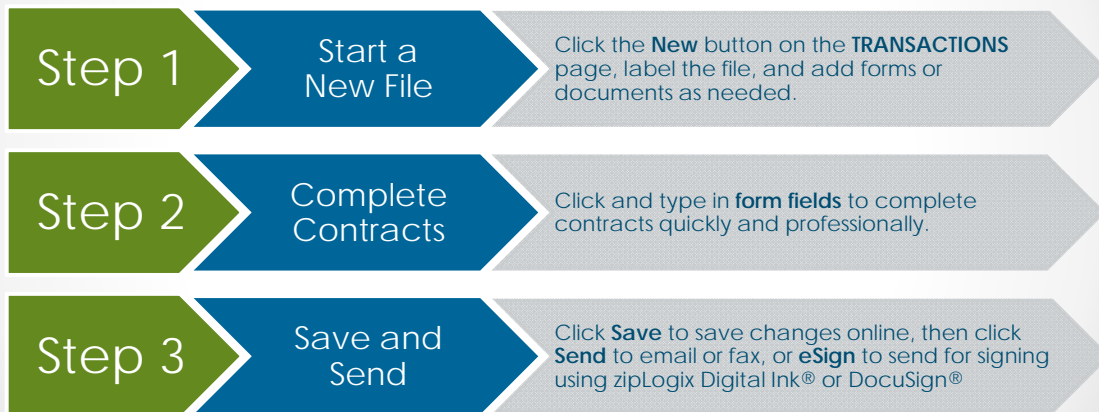 Step 1
Start a
New File
Click the New button on the TRANSACTIONS
page, label the file, and add forms or
documents as needed.
Step 2
Complete
Contracts
Click and type in form fields to complete
contracts quickly and professionally.
Step 3
Save and
Send
Click Save to save changes online, then click
Send to email or fax, or eSign to send for signing
using zipLogix Digital Ink® or DocuSign®